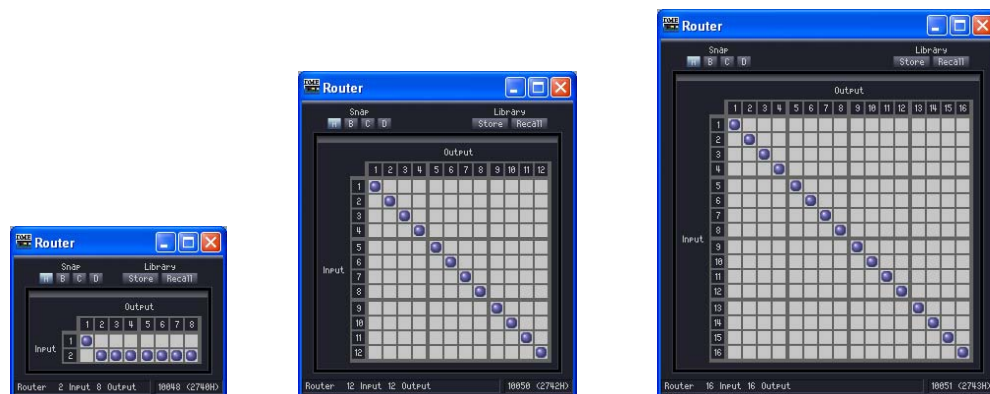 DME Router
Snap Library
A B C D Store Recall
Output
1 2 3 4 5 6 7 8
Input
1
2
Router 2 Input 8 Output 10048 (2740H)
DME Router
Snap Library
A B C D Store Recall
Output
1 2 3 4 5 6 7 8 9 10 11 12
1
2
3
4
5
6
Input
7
8
9
10
11
12
Router 12 Input 12 Output 10050 (2742H)
DME Router
Snap Library
A B C D Store Recall
Output
1 2 3 4 5 6 7 8 9 10 11 12 13 14 15 16
1
2
3
4
5
6
7
8
Input
9
10
11
12
13
14
15
16
Router 16 Input 16 Output 10051 (2743H)